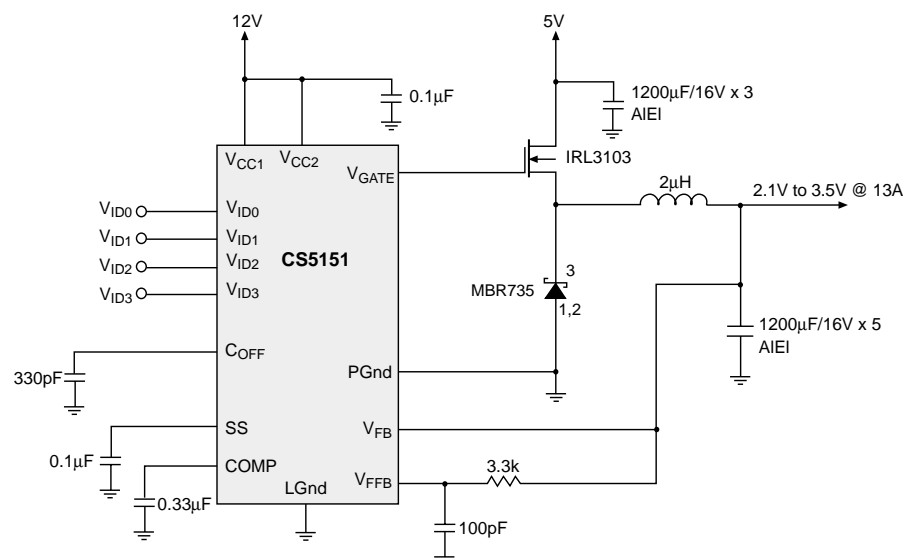 12V
5V
0.1µF
1200µF/16V x 3
AlEl
VCC1
VCC2
IRL3103
VGATE
2µH
2.1V to 3.5V @ 13A
VID0
VID0
VID1
VID1
CS5151
VID2
VID2
VID3
VID3
MBR735
3
1,2
1200µF/16V x 5
AlEl
COFF
330pF
PGnd
SS
VFB
0.1µF
COMP
3.3k
VFFB
0.33µF
LGnd
100pF